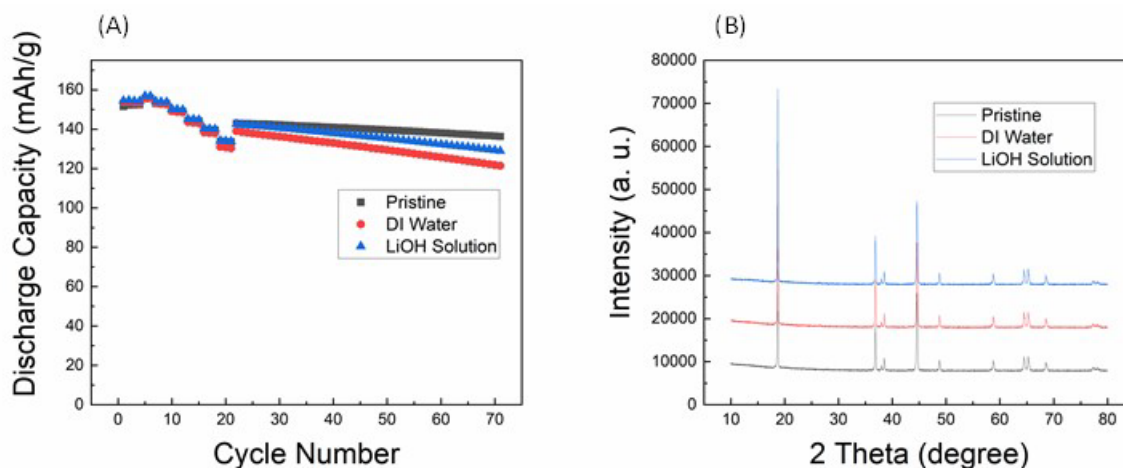 (A)
Discharge Capacity (mAh/g)
160
140
120
100
80
60
40
20
0
0 10 20 30 40 50 60 70
Cycle Number
Pristine
DI Water
LiOH Solution
(B)
Intensity (a. u.)
80000
70000
60000
50000
40000
30000
20000
10000
0
10 20 30 40 50 60 70 80
2 Theta (degree)
Pristine
DI Water
LiOH Solution